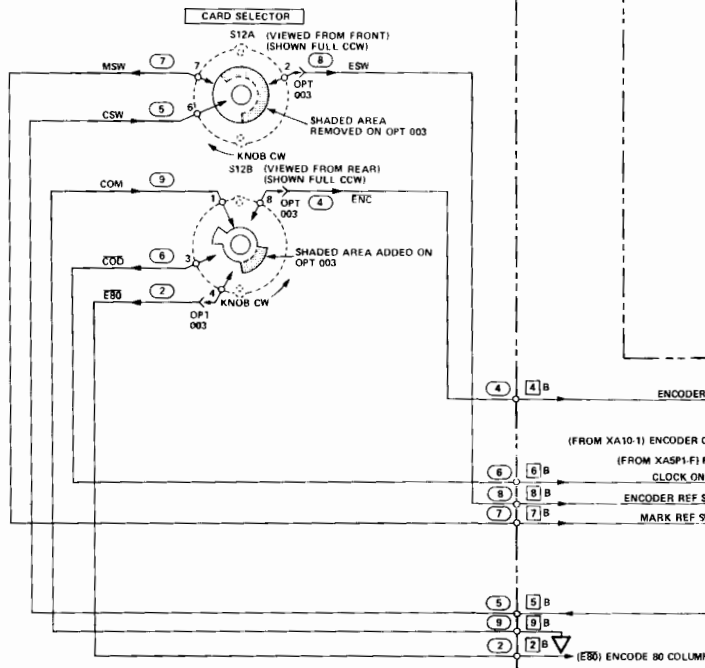 CARD SELECTOR
S12A (VIEWED FROM FRONT)
(SHOWN FULL CCW)
MSW 7 7 2 8 ESW
OPT
003
CSW 5 6
SHADED AREA
REMOVED ON OPT 003
KNOB CW
S12B (VIEWED FROM REAR)
(SHOWN FULL CCW)
COM 9 1 8 OPT
003
4 ENC
COD 6 3
SHADED AREA ADDED ON
OPT 003
E80 2 4 KNOB CW
OPT
003
4 4 B
ENCODER
(FROM XA10-1) ENCODER
(FROM XA5P1-F)
6 6 B CLOCK ON
8 8 B ENCODER REF
7 7 B MARK REF
5 5 B
9 9 B
2 2 B (E80) ENCODE 80 COLUM